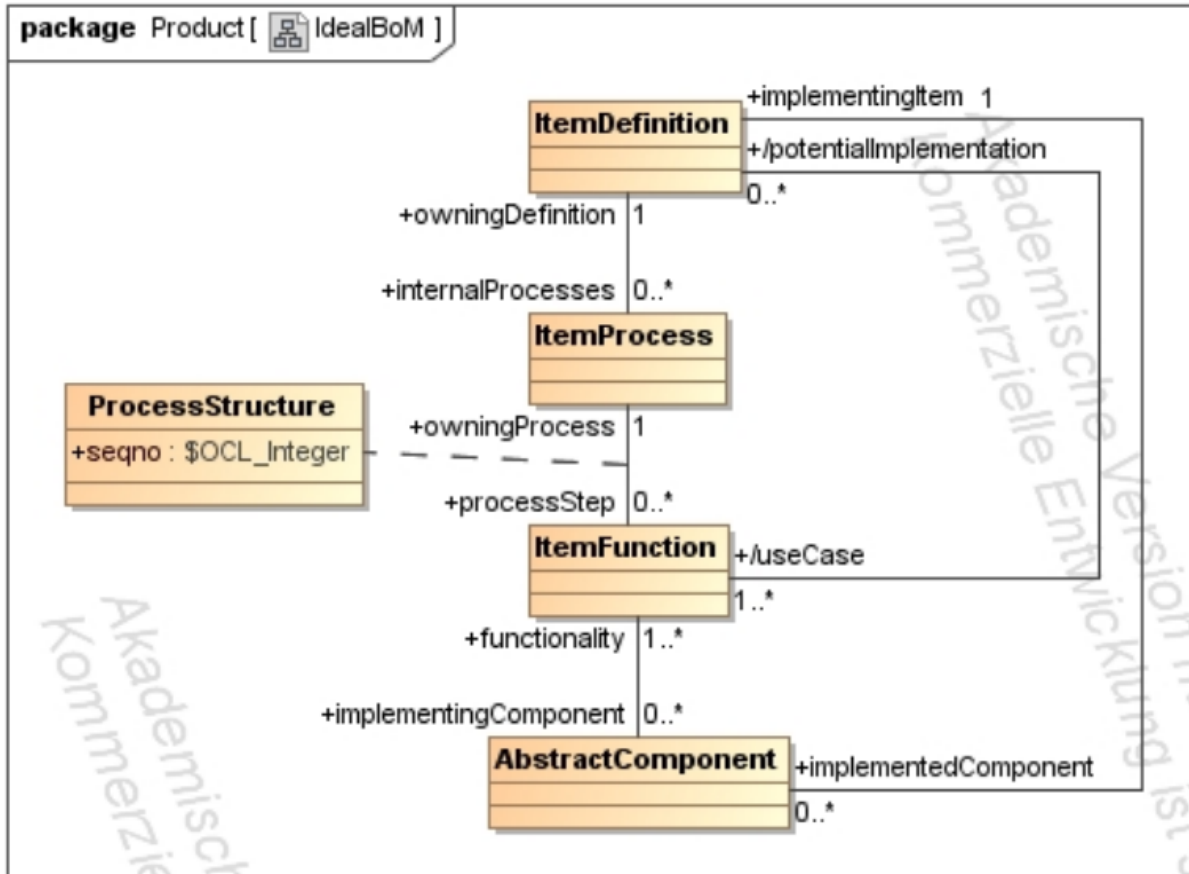 package Product [ IdealBoM ]
+implementingItem 1
ItemDefinition
+/potentialImplementation
0..*
+owningDefinition 1
+internalProcesses 0..*
ItemProcess
ProcessStructure
+owningProcess 1
+seqno : $OCL_Integer
+processStep 0..*
ItemFunction
+/useCase
1..*
+functionality 1..*
+implementingComponent 0..*
AbstractComponent
+implementedComponent
0..*
Akademische Version
Kommerzielle Entwicklung ist
Akademisch
Kommerzie